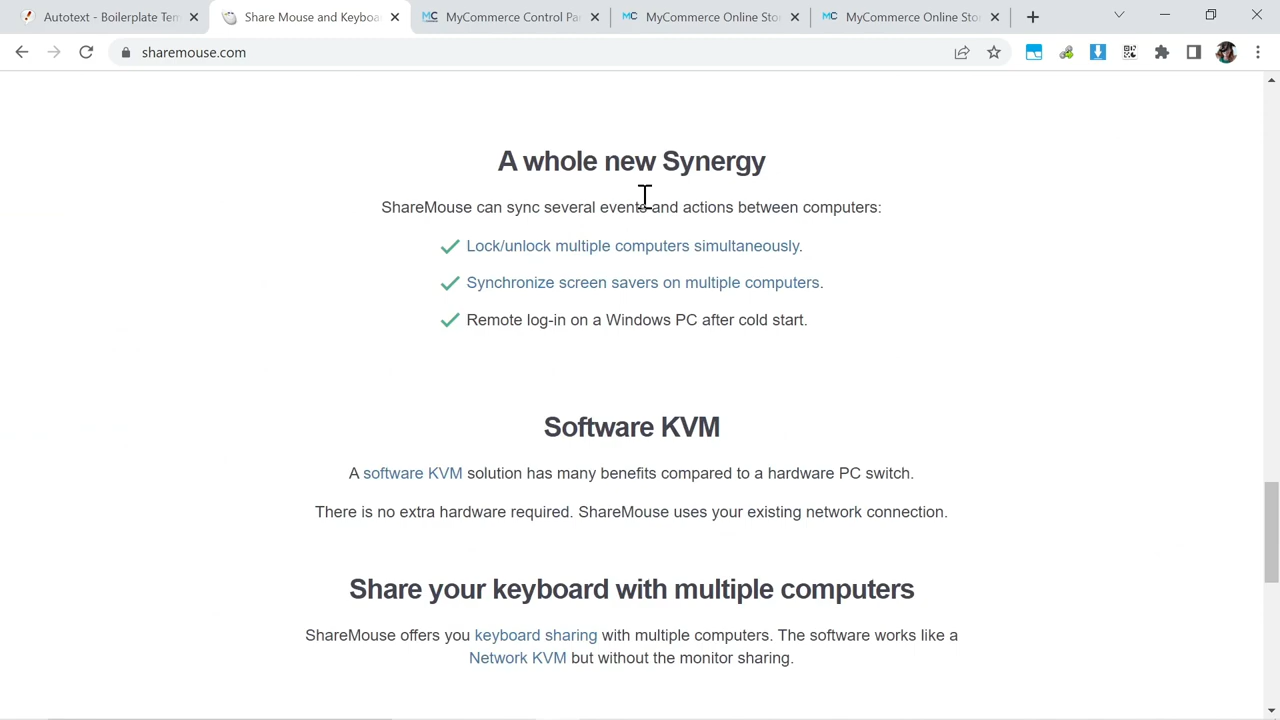 Autotext - Boilerplate Tem
Share Mouse and Keyboa
MyCommerce Control Pa
MyCommerce Online Sto
MyCommerce Online Sto
sharemouse.com
A whole new Synergy
ShareMouse can sync several events and actions between computers:
Lock/unlock multiple computers simultaneously.
Synchronize screen savers on multiple computers.
Remote log-in on a Windows PC after cold start.
Software KVM
A software KVM solution has many benefits compared to a hardware PC switch.
There is no extra hardware required. ShareMouse uses your existing network connection.
Share your keyboard with multiple computers
ShareMouse offers you keyboard sharing with multiple computers. The software works like a
Network KVM but without the monitor sharing.